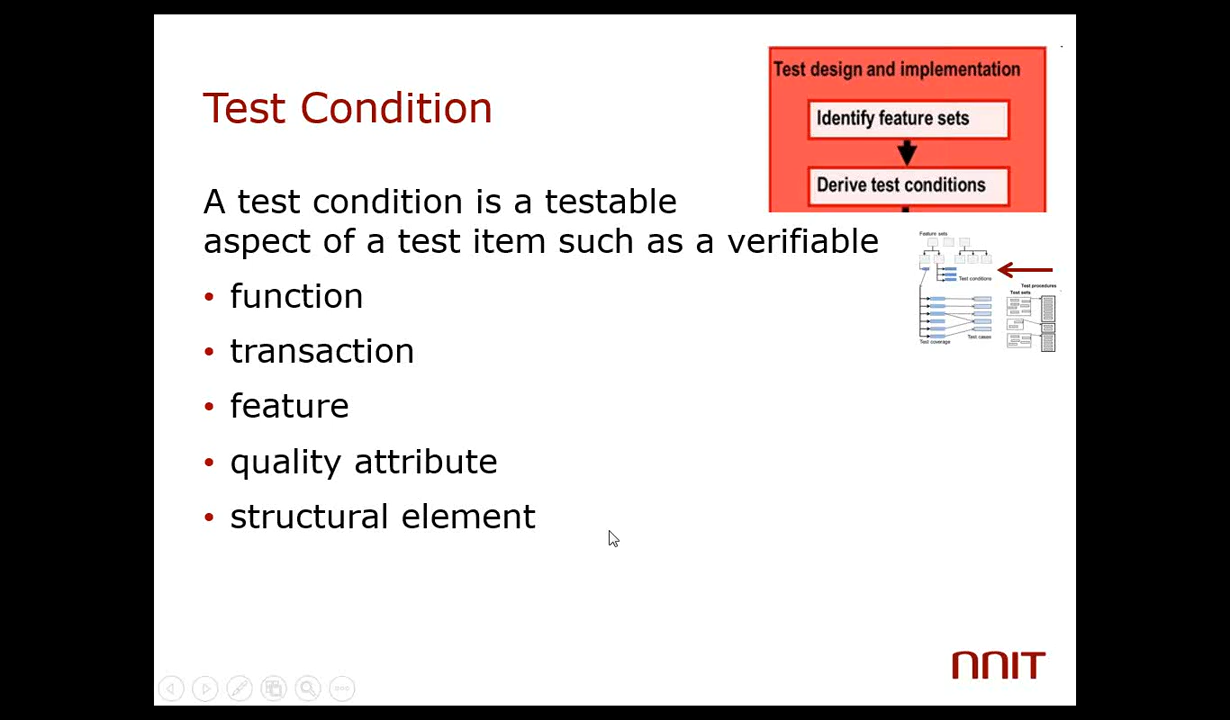 Test design and implementation
Identify feature sets
Derive test conditions
Test Condition
A test condition is a testable
aspect of a test item such as a verifiable
• function
• transaction
• feature
• quality attribute
• structural element
Feature sets
Test conditions
Test procedures
Test sets
Test coverage
Test cases
nnit